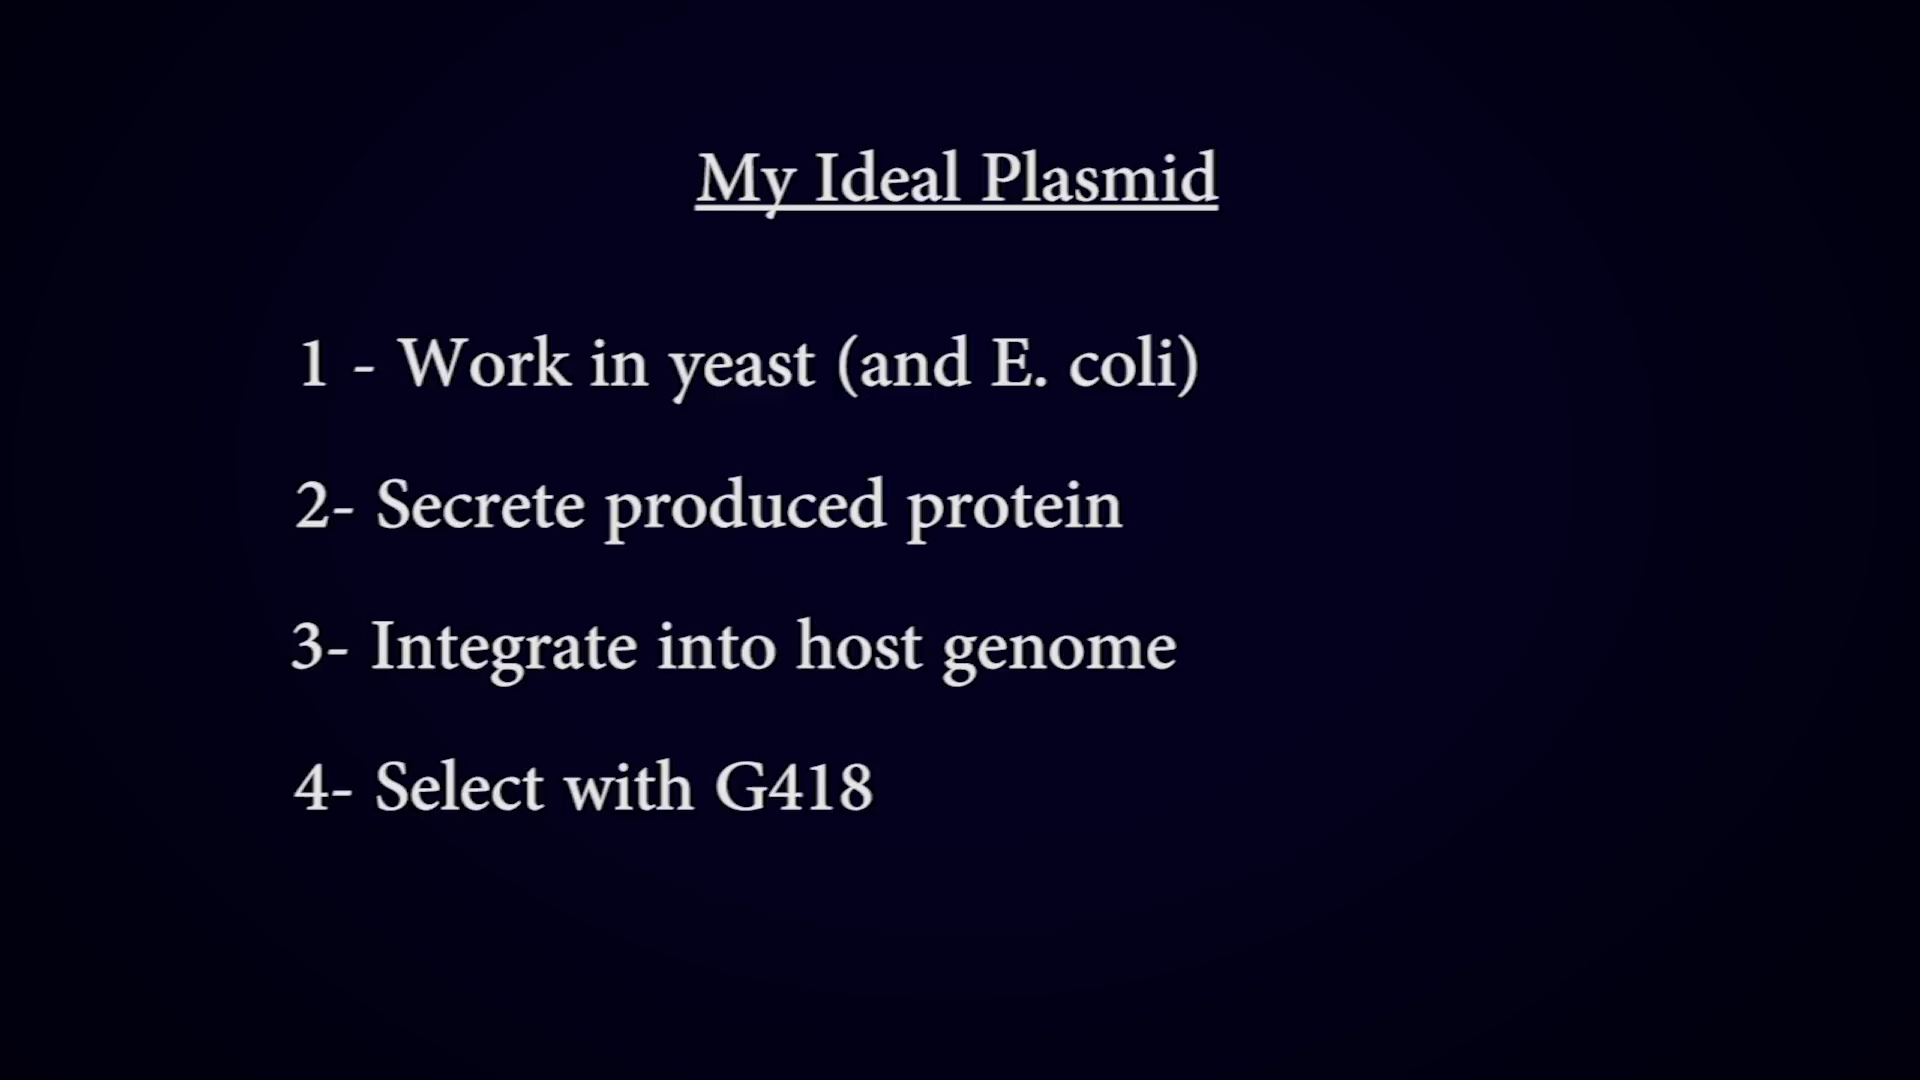 My Ideal Plasmid
1 - Work in yeast (and E. coli)
2- Secrete produced protein
3- Integrate into host genome
4- Select with G418